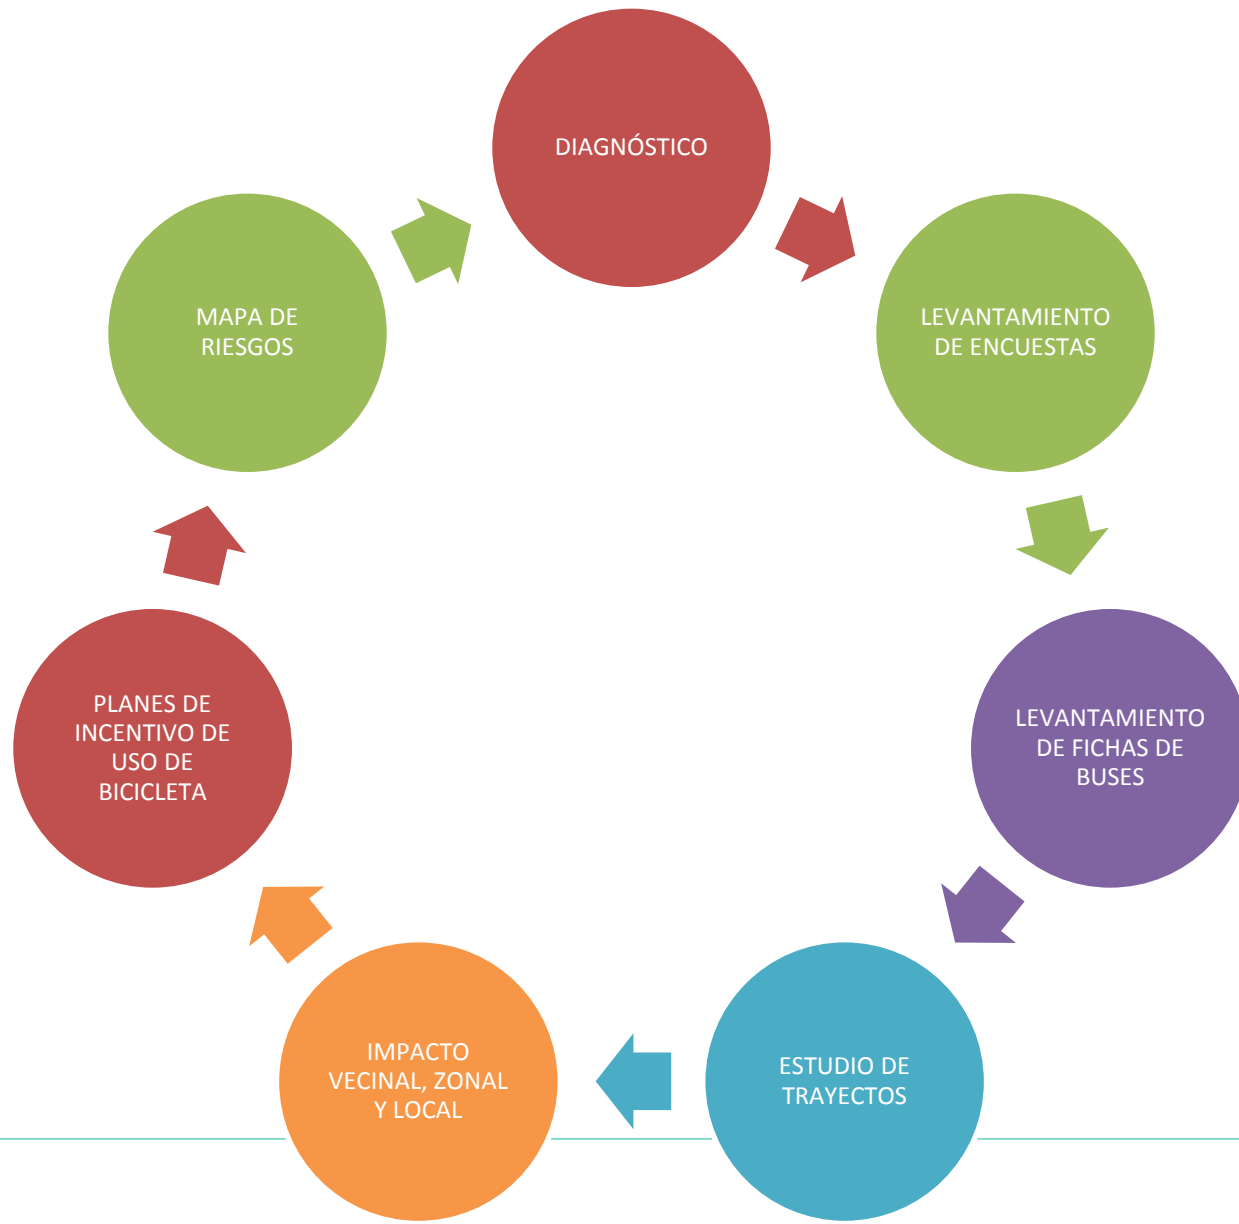 DIAGNÓSTICO
LEVANTAMIENTO
DE ENCUESTAS
LEVANTAMIENTO
DE FICHAS DE
BUSES
ESTUDIO DE
TRAYECTOS
IMPACTO
VECINAL, ZONAL
Y LOCAL
PLANES DE
INCENTIVO DE
USO DE
BICICLETA
MAPA DE
RIESGOS